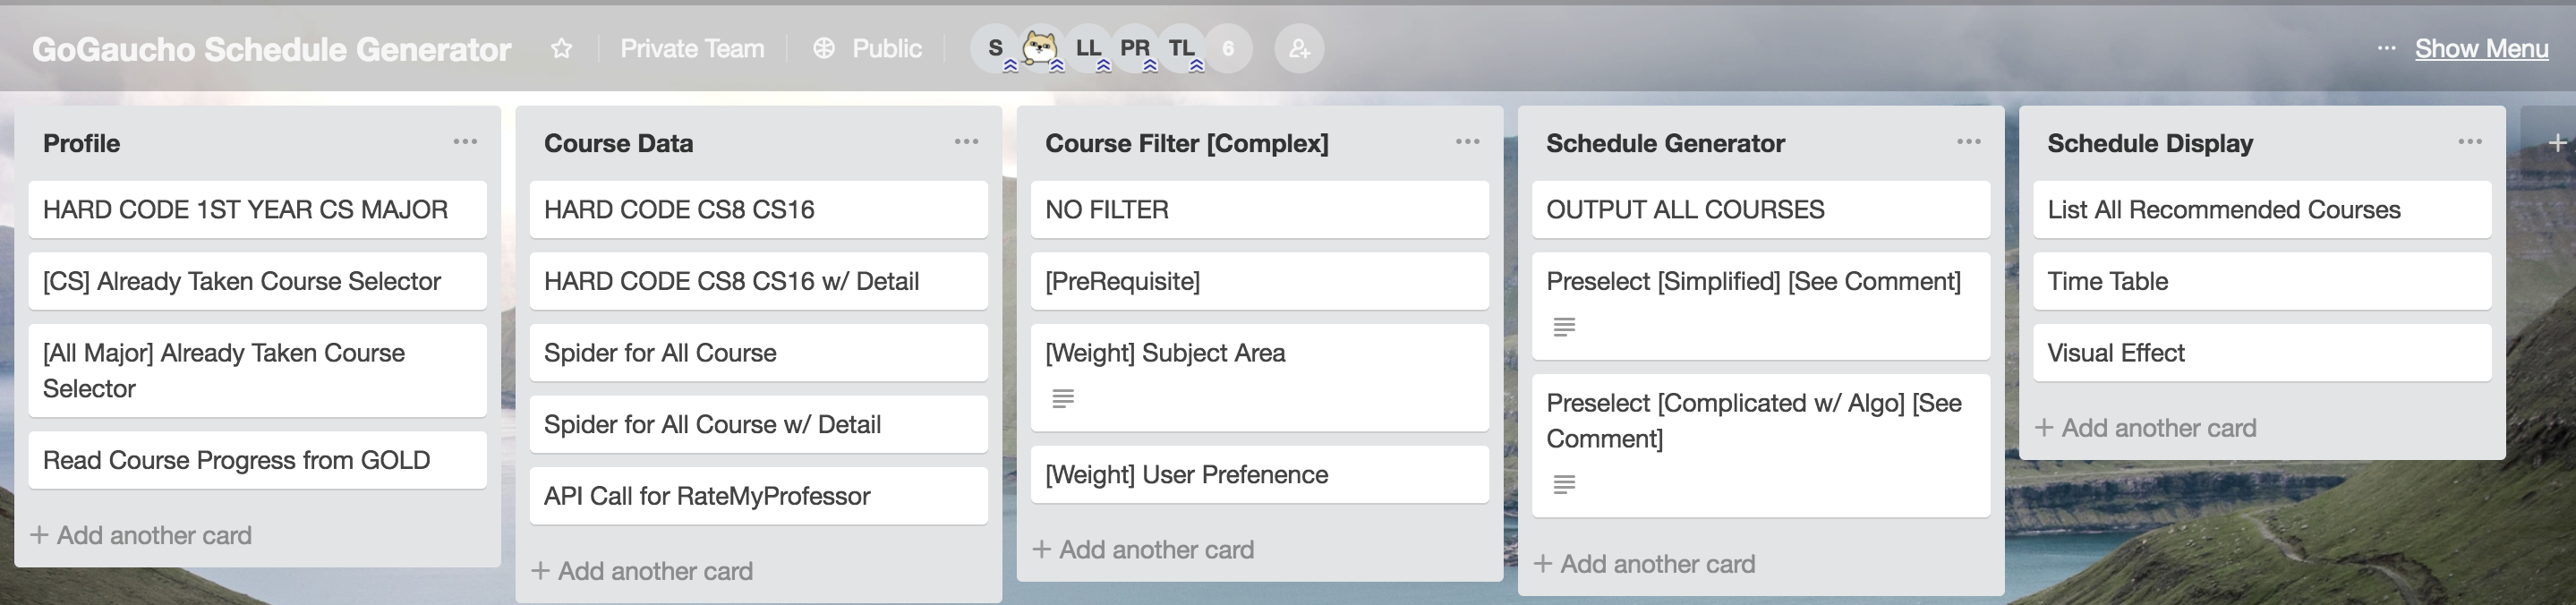 GoGaucho Schedule Generator
Private Team
Public
S
LL
PR
TL
6
... Show Menu
Profile
HARD CODE 1ST YEAR CS MAJOR
[CS] Already Taken Course Selector
[All Major] Already Taken Course
Selector
Read Course Progress from GOLD
+ Add another card
Course Data
HARD CODE CS8 CS16
HARD CODE CS8 CS16 w/ Detail
Spider for All Course
Spider for All Course w/ Detail
API Call for RateMyProfessor
+ Add another card
Course Filter [Complex]
NO FILTER
[PreRequisite]
[Weight] Subject Area
[Weight] User Prefenence
+ Add another card
Schedule Generator
OUTPUT ALL COURSES
Preselect [Simplified] [See Comment]
Preselect [Complicated w/ Algo] [See
Comment]
+ Add another card
Schedule Display
List All Recommended Courses
Time Table
Visual Effect
+ Add another card